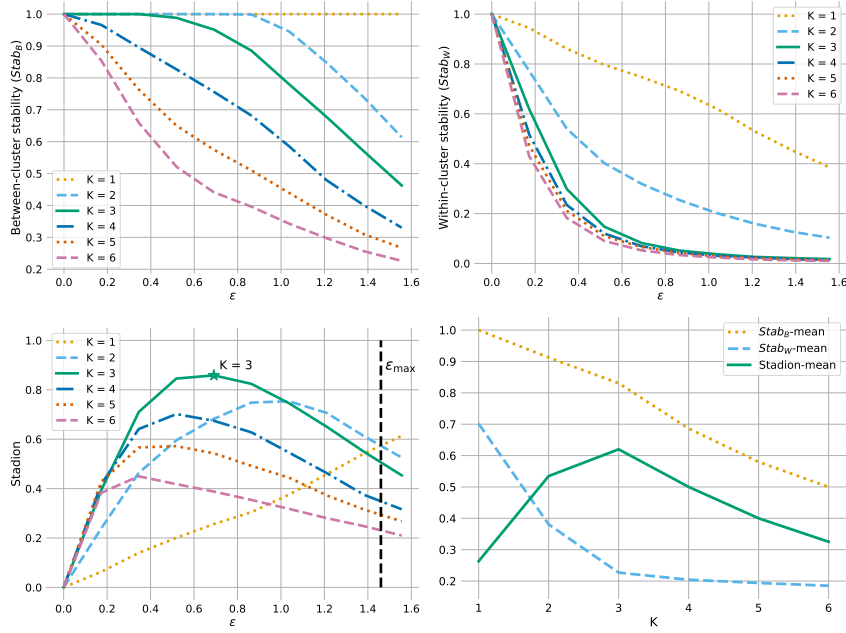 Between-cluster stability (Stab_B)
1.0
0.9
0.8
0.7
0.6
0.5
0.4
0.3
0.2
K = 1
K = 2
K = 3
K = 4
K = 5
K = 6
0.0 0.2 0.4 0.6 0.8 1.0 1.2 1.4 1.6
ε
Within-cluster stability (Stab_W)
1.0
0.8
0.6
0.4
0.2
0.0
K = 1
K = 2
K = 3
K = 4
K = 5
K = 6
0.0 0.2 0.4 0.6 0.8 1.0 1.2 1.4 1.6
ε
Stadion
1.0
0.8
0.6
0.4
0.2
0.0
K = 1
K = 2
K = 3
K = 4
K = 5
K = 6
K = 3
ε_max
0.0 0.2 0.4 0.6 0.8 1.0 1.2 1.4 1.6
ε
1.0
0.9
0.8
0.7
0.6
0.5
0.4
0.3
0.2
Stab_B-mean
Stab_W-mean
Stadion-mean
1 2 3 4 5 6
K